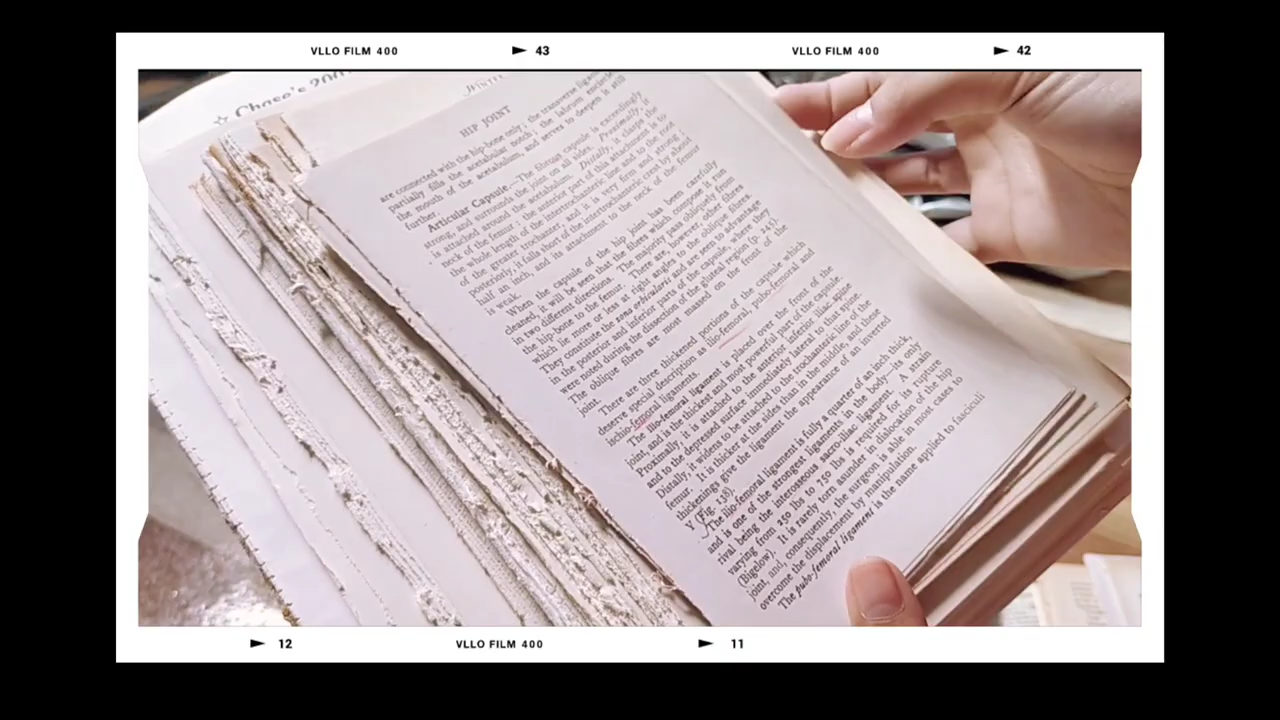 VLLO FILM 400 43 VLLO FILM 400 42
☆ Chase's 200
HIP JOINT
are connected with the hip-bone only; the transverse
partially fills the acetabular notch; the labrum encircles
the mouth of the acetabulum, and serves to deepen it still
further.
Articular Capsule.—The fibrous capsule is exceedingly
strong, and surrounds the joint on all sides. Proximally, it
is attached around the acetabulum. Distally, it clasps the
neck of the femur; the anterior part of this attachment is to
the whole length of the intertrochanteric line and to the root
of the greater trochanter, and it is very firm and strong;
posteriorly, it falls short of the intertrochanteric crest by about
half an inch, and its attachment to the neck of the femur
is weak.
When the capsule of the hip joint has been carefully
cleaned, it will be seen that the fibres which compose it run
in two different directions. The majority pass obliquely from
the hip-bone to the femur. There are, however, other fibres
which lie more or less at right angles to the oblique fibres.
They constitute the zona orbicularis and are seen to advantage
in the posterior and inferior parts of the capsule, where they
were noted during the dissection of the gluteal region (p. 245).
The oblique fibres are most massed on the front of the
joint.
There are three thickened portions of the capsule which
deserve special description as ilio-femoral, pubo-femoral and
ischio-femoral ligaments.
The ilio-femoral ligament is placed over the front of the
joint, and is the thickest and most powerful part of the capsule.
Proximally, it is attached to the anterior inferior iliac spine
and to the depressed surface immediately lateral to that spine.
Distally, it widens to be attached to the trochanteric line of the
femur. It is thicker at the sides than in the middle, and these
thickenings give the ligament the appearance of an inverted
Y (Fig. 138).
The ilio-femoral ligament is fully a quarter of an inch thick,
and is one of the strongest ligaments in the body—its only
rival being the interosseous sacro-iliac ligament. A strain
varying from 250 lbs to 750 lbs is required for its rupture
(Bigelow). It is rarely torn asunder in dislocation of the hip
joint, and, consequently, the surgeon is able in most cases to
overcome the displacement by manipulation.
The pubo-femoral ligament is the name applied to fasciculi
12 VLLO FILM 400 11